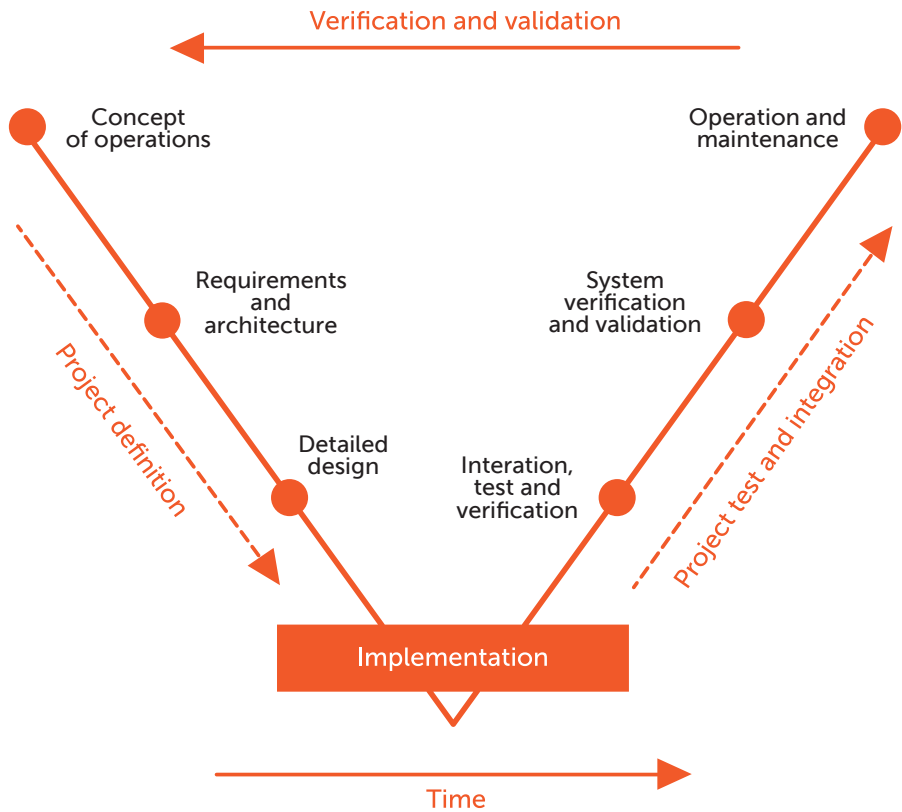 Verification and validation
Concept
of operations
Operation and
maintenance
Requirements
and
architecture
System
verification
and validation
Project definition
Project test and integration
Detailed
design
Interation,
test and
verification
Implementation
Time